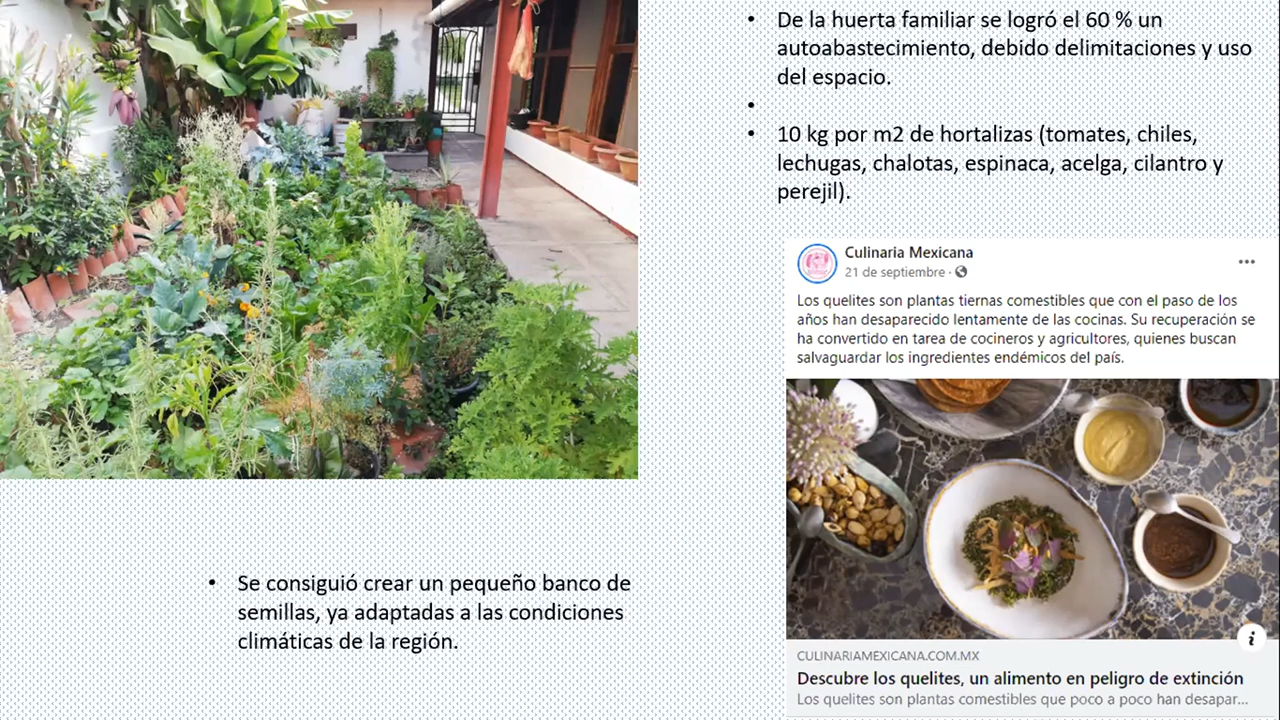 • De la huerta familiar se logró el 60 % un
autoabastecimiento, debido delimitaciones y uso
del espacio.
•
• 10 kg por m2 de hortalizas (tomates, chiles,
lechugas, chalotas, espinaca, acelga, cilantro y
perejil).
Culinaria Mexicana
21 de septiembre ·
Los quelites son plantas tiernas comestibles que con el paso de los
años han desaparecido lentamente de las cocinas. Su recuperación se
ha convertido en tarea de cocineros y agricultores, quienes buscan
salvaguardar los ingredientes endémicos del país.
CULINARIAMEXICANA.COM.MX
Descubre los quelites, un alimento en peligro de extinción
Los quelites son plantas comestibles que poco a poco han desapar...
• Se consiguió crear un pequeño banco de
semillas, ya adaptadas a las condiciones
climáticas de la región.